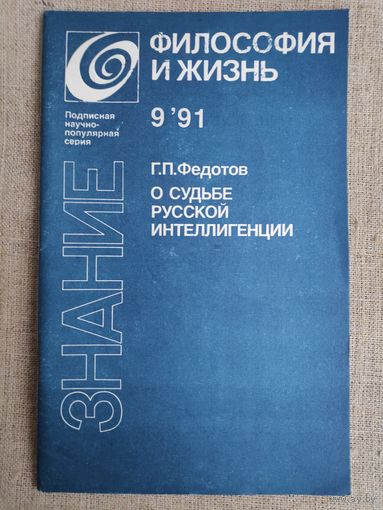 ФИЛОСОФИЯ
И ЖИЗНЬ
Подписная
научно-
популярная
серия
9 '91
Г.П.Федотов
О СУДЬБЕ
РУССКОЙ
ИНТЕЛЛИГЕНЦИИ
ЗНАНИЕ